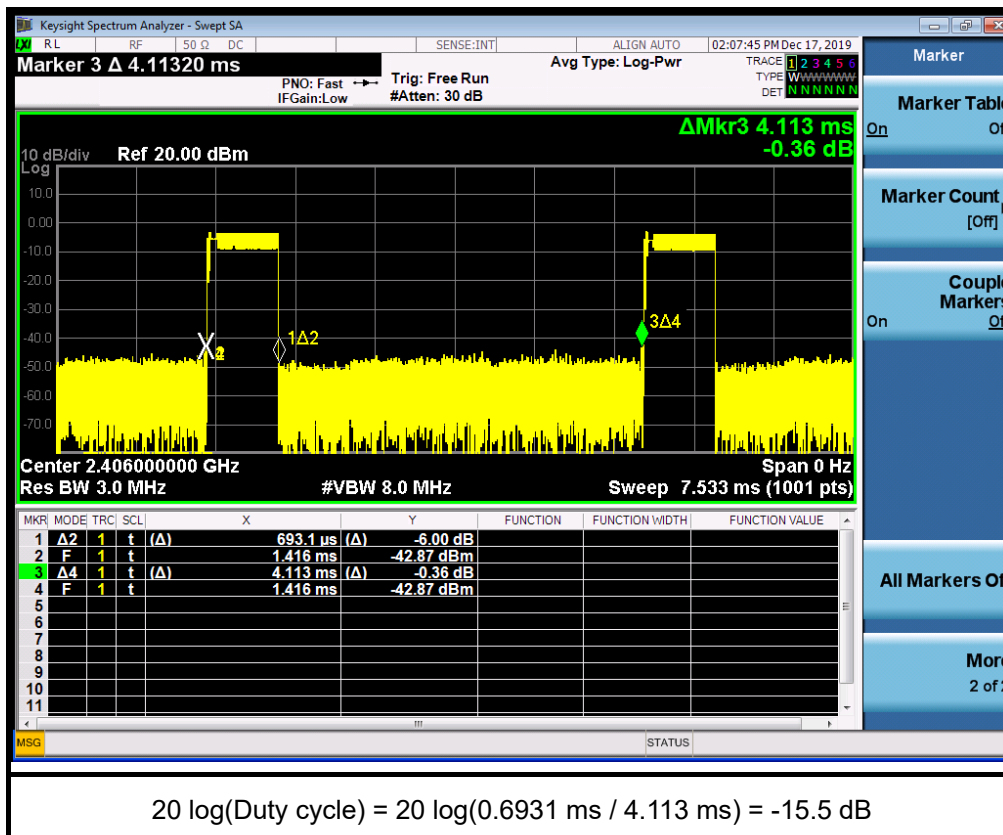 Keysight Spectrum Analyzer - Swept SA
LXI RL RF 50 Ω DC SENSE:INT ALIGN AUTO 02:07:45 PM Dec 17, 2019
Marker 3 Δ 4.11320 ms
PNO: Fast
IFGain:Low
Trig: Free Run
#Atten: 30 dB
Avg Type: Log-Pwr
TRACE 1 2 3 4 5 6
TYPE WWWWWW
DET N N N N N N
ΔMkr3 4.113 ms
-0.36 dB
10 dB/div Ref 20.00 dBm
Log
10.0
0.00
-10.0
-20.0
-30.0
-40.0
-50.0
-60.0
-70.0
1Δ2
3Δ4
Center 2.406000000 GHz
Span 0 Hz
Res BW 3.0 MHz #VBW 8.0 MHz Sweep 7.533 ms (1001 pts)
MKR MODE TRC SCL X Y FUNCTION FUNCTION WIDTH FUNCTION VALUE
1 Δ2 1 t (Δ) 693.1 µs (Δ) -6.00 dB
2 F 1 t 1.416 ms -42.87 dBm
3 Δ4 1 t (Δ) 4.113 ms (Δ) -0.36 dB
4 F 1 t 1.416 ms -42.87 dBm
5
6
7
8
9
10
11
MSG STATUS
Marker
Marker Table
On Of
Marker Count
[Off]
Couple
Markers
On Of
All Markers Of
More
2 of 2
20 log(Duty cycle) = 20 log(0.6931 ms / 4.113 ms) = -15.5 dB